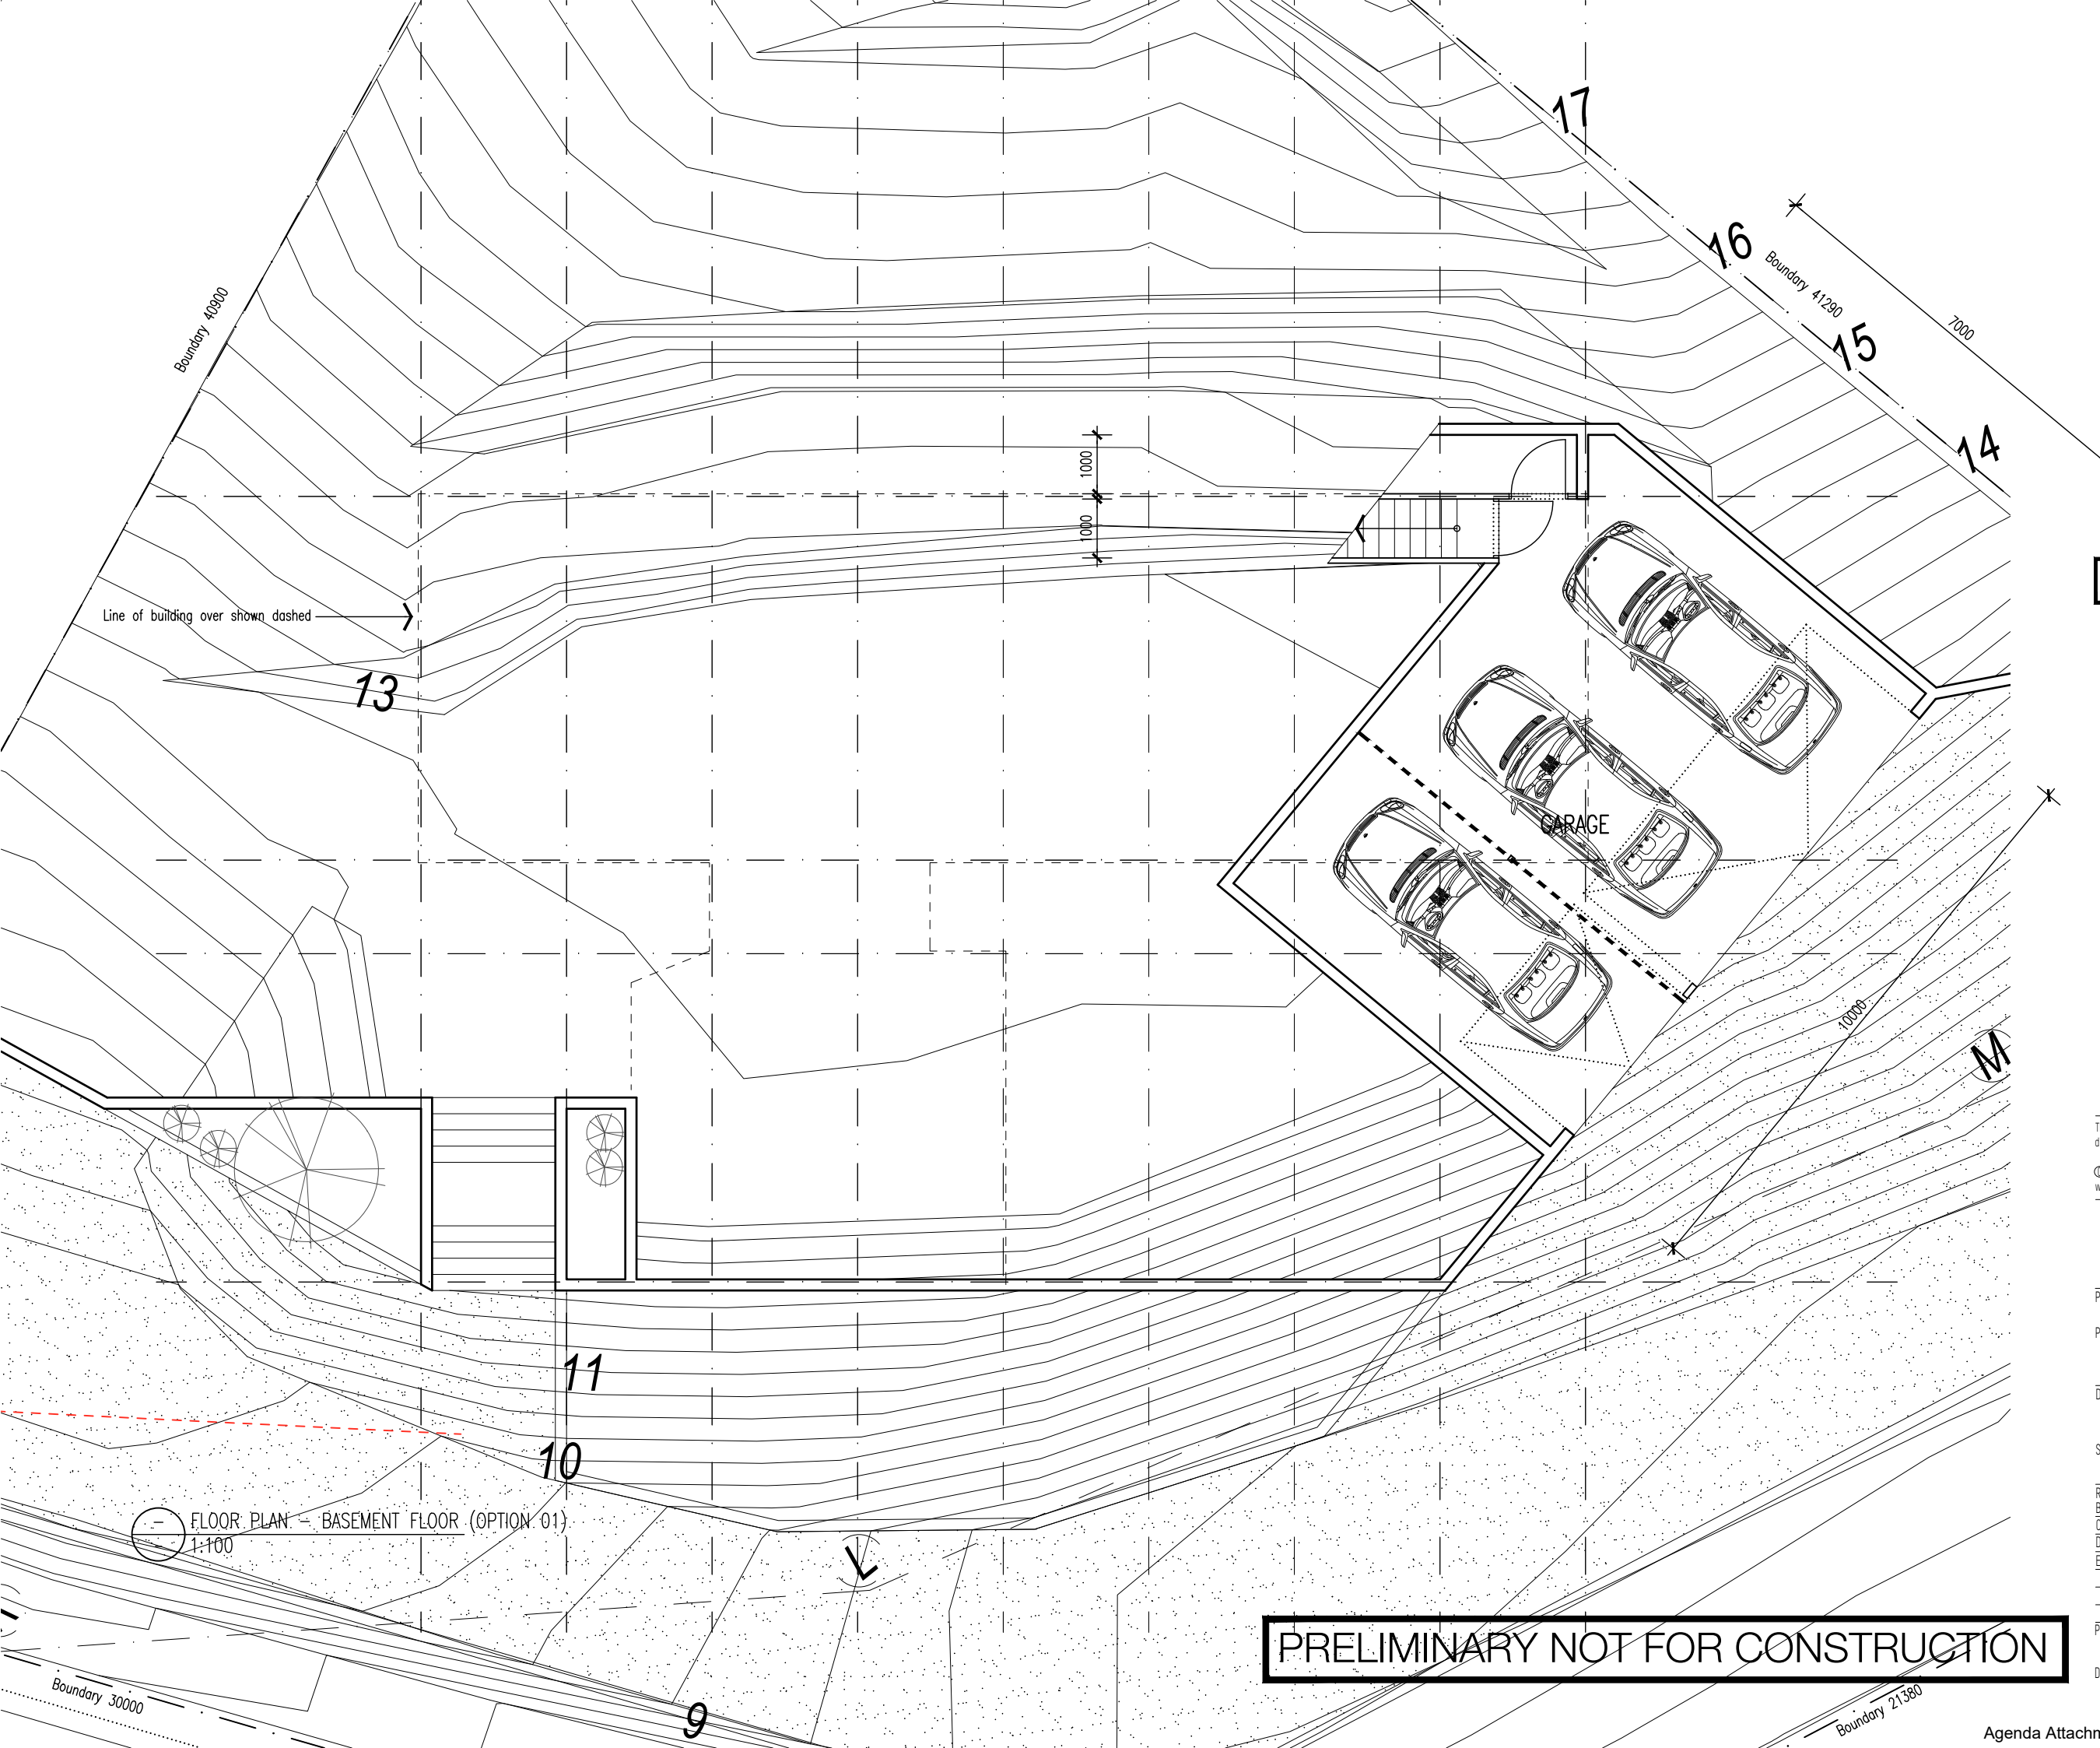 17
16
Boundary 41290
7000
15
14
Boundary 40900
1000
1000
Line of building over shown dashed
13
GARAGE
10000
M
11
10
FLOOR PLAN - BASEMENT FLOOR (OPTION 01)
1:100
L
PRELIMINARY NOT FOR CONSTRUCTION
Boundary 30000
9
Boundary 21380
Agenda Attachm